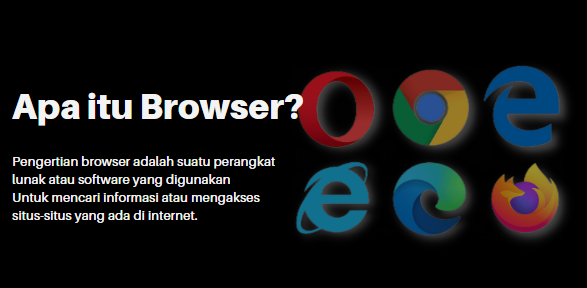 Apa itu Browser?
Pengertian browser adalah suatu perangkat
lunak atau software yang digunakan
Untuk mencari informasi atau mengakses
situs-situs yang ada di internet.